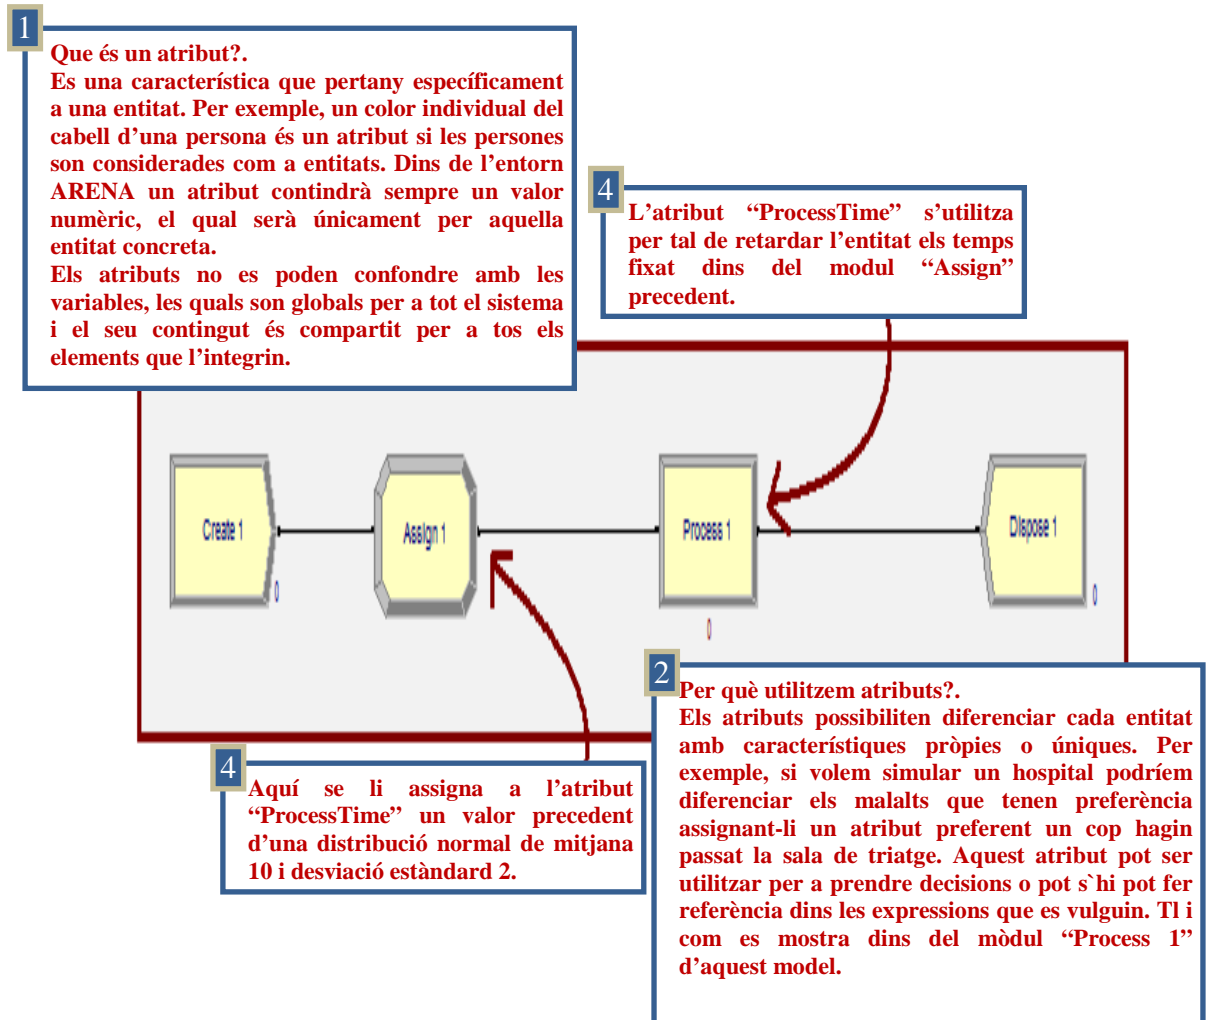 1
Que és un atribut?.
Es una característica que pertany específicament
a una entitat. Per exemple, un color individual del
cabell d’una persona és un atribut si les persones
son considerades com a entitats. Dins de l’entorn
ARENA un atribut contindrà sempre un valor
numèric, el qual serà únicament per aquella
entitat concreta.
Els atributs no es poden confondre amb les
variables, les quals son globals per a tot el sistema
i el seu contingut és compartit per a tos els
elements que l’integrin.
4
L’atribut “ProcessTime” s’utilitza
per tal de retardar l’entitat els temps
fixat dins del modul “Assign”
precedent.
Create 1
0
Assign 1
Process 1
0
Dispose 1
0
4
Aquí se li assigna a l’atribut
“ProcessTime” un valor precedent
d’una distribució normal de mitjana
10 i desviació estàndard 2.
2
Per què utilitzem atributs?.
Els atributs possibiliten diferenciar cada entitat
amb característiques pròpies o úniques. Per
exemple, si volem simular un hospital podríem
diferenciar els malalts que tenen preferència
assignant-li un atribut preferent un cop hagin
passat la sala de triatge. Aquest atribut pot ser
utilitzar per a prendre decisions o pot s`hi pot fer
referència dins les expressions que es vulguin. Tl i
com es mostra dins del mòdul “Process 1”
d’aquest model.